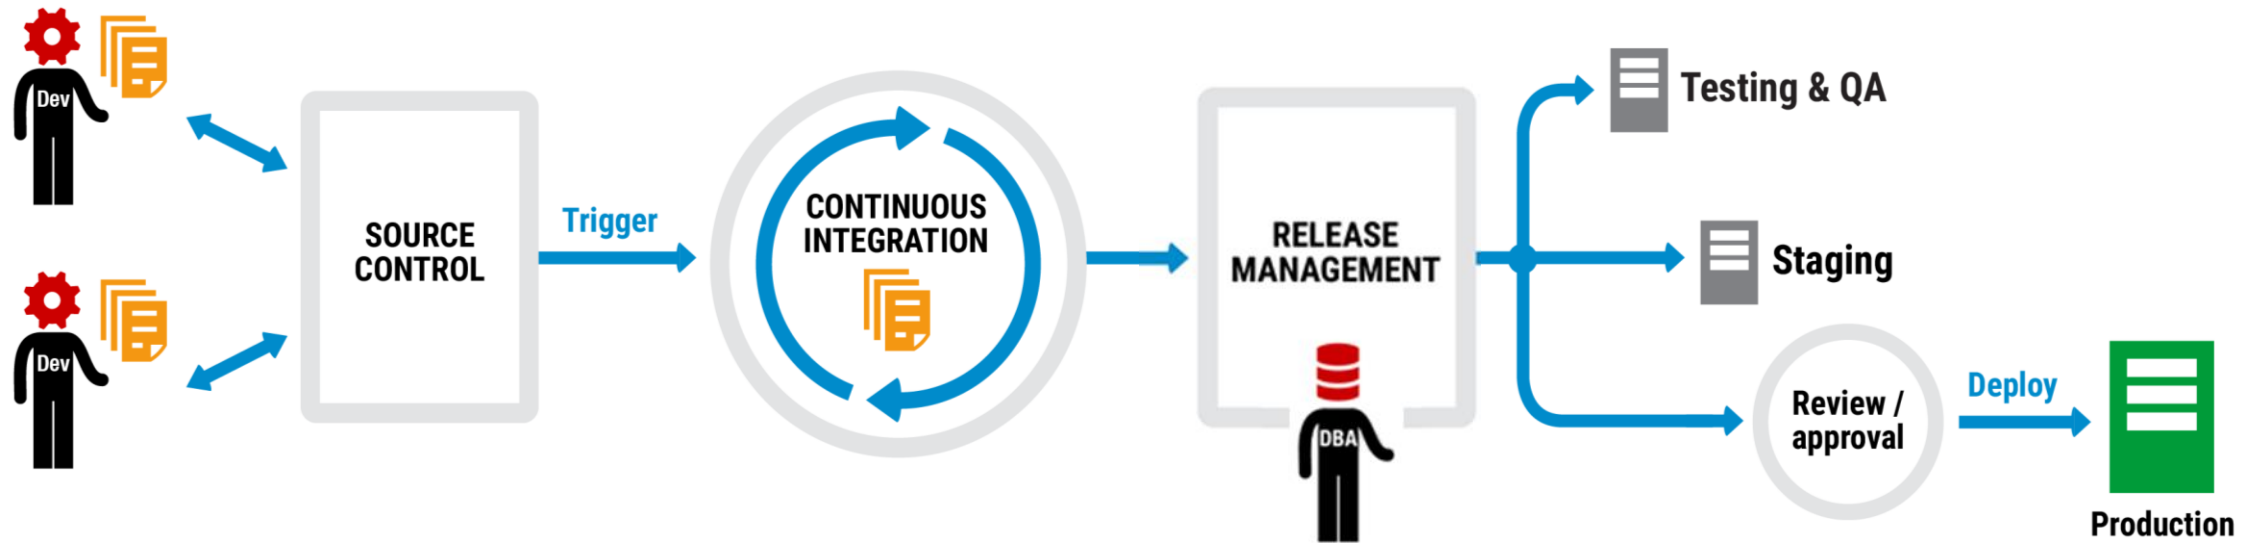 Dev
Dev
SOURCE
CONTROL
Trigger
CONTINUOUS
INTEGRATION
RELEASE
MANAGEMENT
DBA
Testing & QA
Staging
Review /
approval
Deploy
Production